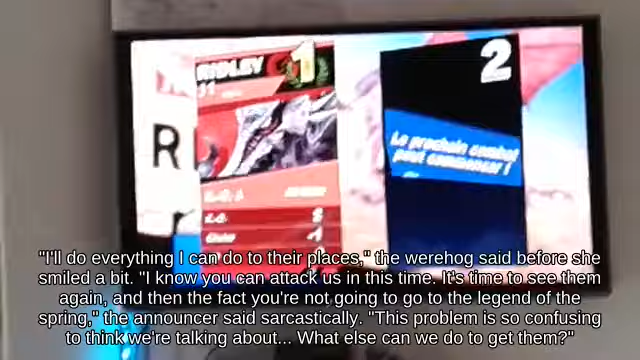 RIDLEY
1
2
Le prochain combat
peut commencer !
"I'll do everything I can do to their places," the werehog said before she
smiled a bit. "I know you can attack us in this time. It's time to see them
again, and then the fact you're not going to go to the legend of the
spring," the announcer said sarcastically. "This problem is so confusing
to think we're talking about... What else can we do to get them?"